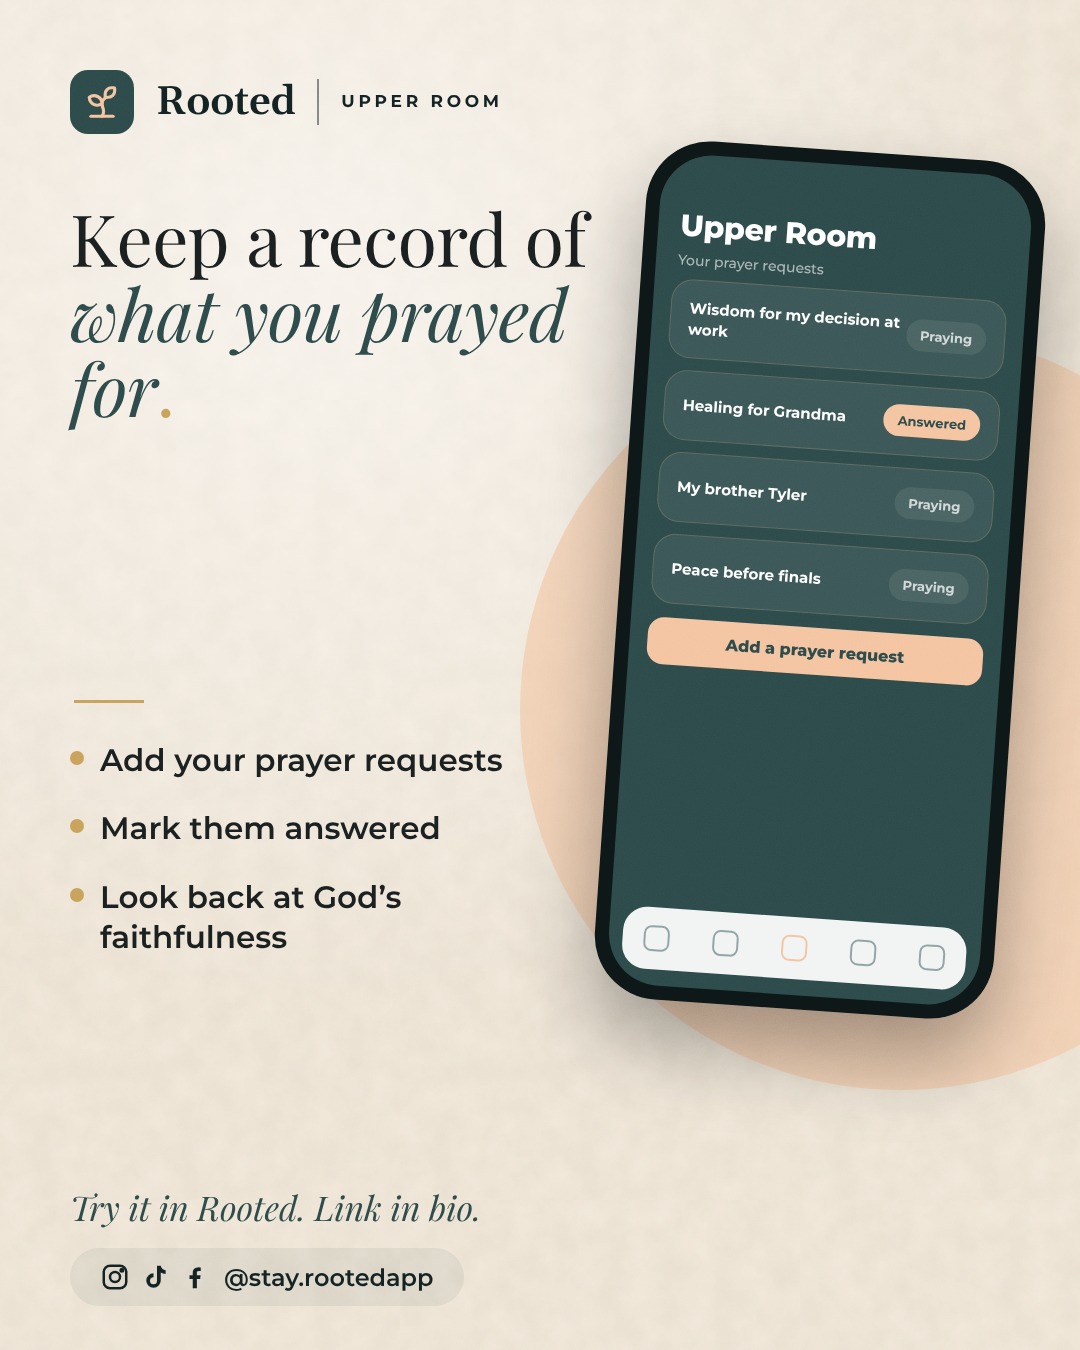 Rooted
UPPER ROOM
Keep a record of
what you prayed
for.
Upper Room
Your prayer requests
Wisdom for my decision at
work
Praying
Healing for Grandma
Answered
My brother Tyler
Praying
Peace before finals
Praying
Add a prayer request
Add your prayer requests
Mark them answered
Look back at God’s
faithfulness
Try it in Rooted. Link in bio.
@stay.rootedapp